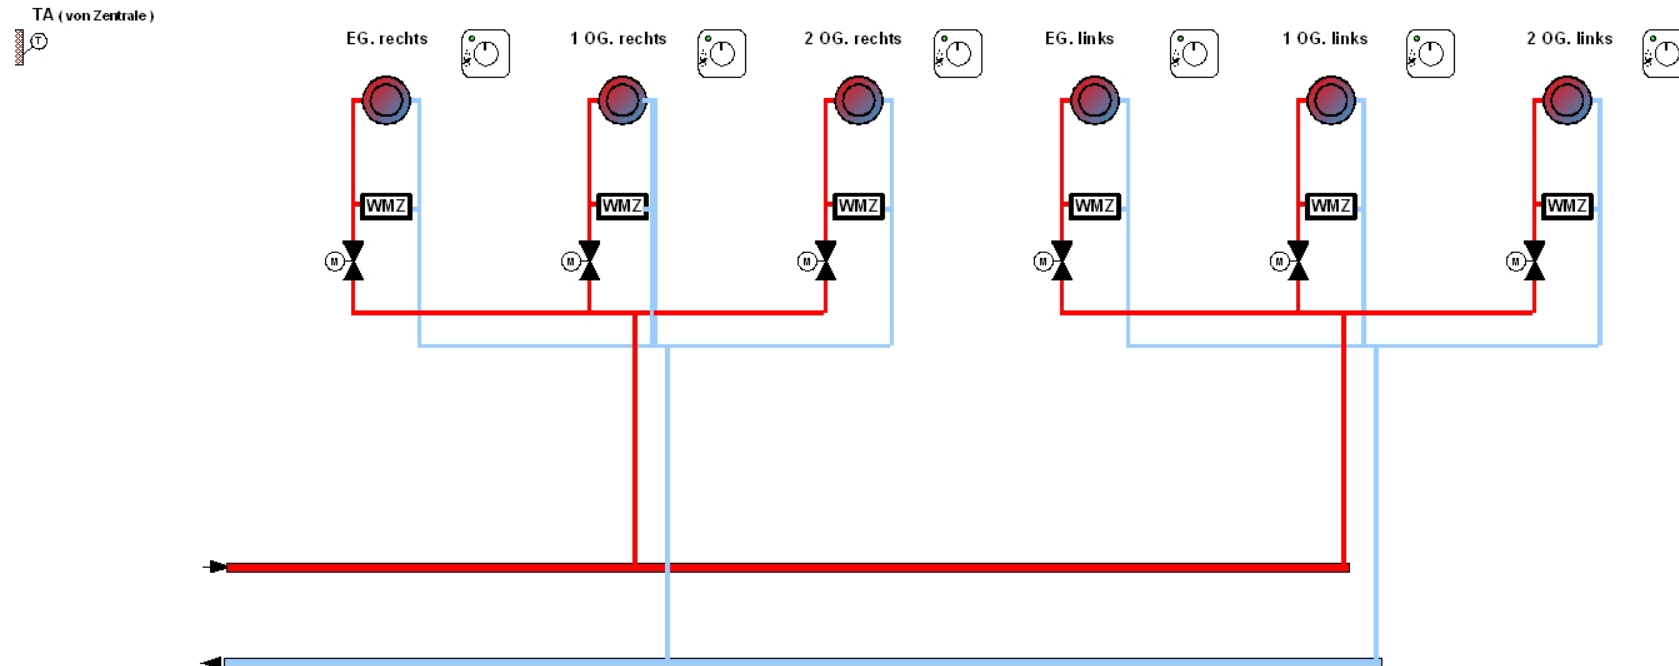 TA ( von Zentrale )
T
EG. rechts
1 OG. rechts
2 OG. rechts
EG. links
1 OG. links
2 OG. links
WMZ
WMZ
WMZ
WMZ
WMZ
WMZ
M
M
M
M
M
M